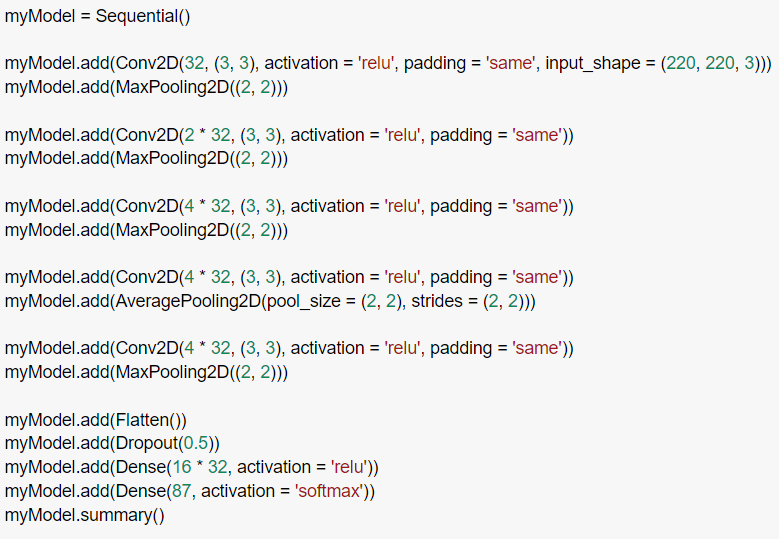 myModel = Sequential()
myModel.add(Conv2D(32, (3, 3), activation = 'relu', padding = 'same', input_shape = (220, 220, 3)))
myModel.add(MaxPooling2D((2, 2)))
myModel.add(Conv2D(2 * 32, (3, 3), activation = 'relu', padding = 'same'))
myModel.add(MaxPooling2D((2, 2)))
myModel.add(Conv2D(4 * 32, (3, 3), activation = 'relu', padding = 'same'))
myModel.add(MaxPooling2D((2, 2)))
myModel.add(Conv2D(4 * 32, (3, 3), activation = 'relu', padding = 'same'))
myModel.add(AveragePooling2D(pool_size = (2, 2), strides = (2, 2)))
myModel.add(Conv2D(4 * 32, (3, 3), activation = 'relu', padding = 'same'))
myModel.add(MaxPooling2D((2, 2)))
myModel.add(Flatten())
myModel.add(Dropout(0.5))
myModel.add(Dense(16 * 32, activation = 'relu'))
myModel.add(Dense(87, activation = 'softmax'))
myModel.summary()